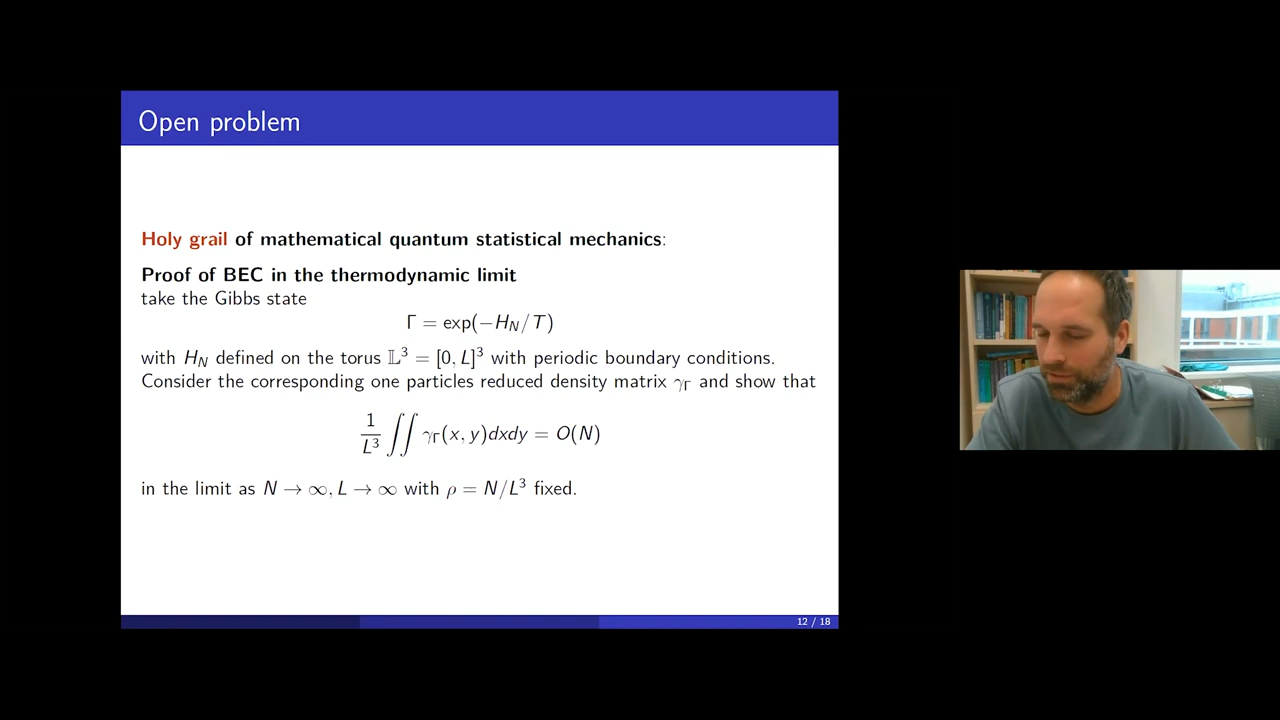 Open problem
Holy grail of mathematical quantum statistical mechanics:
Proof of BEC in the thermodynamic limit
take the Gibbs state
Γ = exp(−H_N/T)
with H_N defined on the torus 𝕃³ = [0, L]³ with periodic boundary conditions.
Consider the corresponding one particles reduced density matrix γ_Γ and show that
1/L³ ∬ γ_Γ(x, y)dxdy = O(N)
in the limit as N → ∞, L → ∞ with ρ = N/L³ fixed.
12 / 18